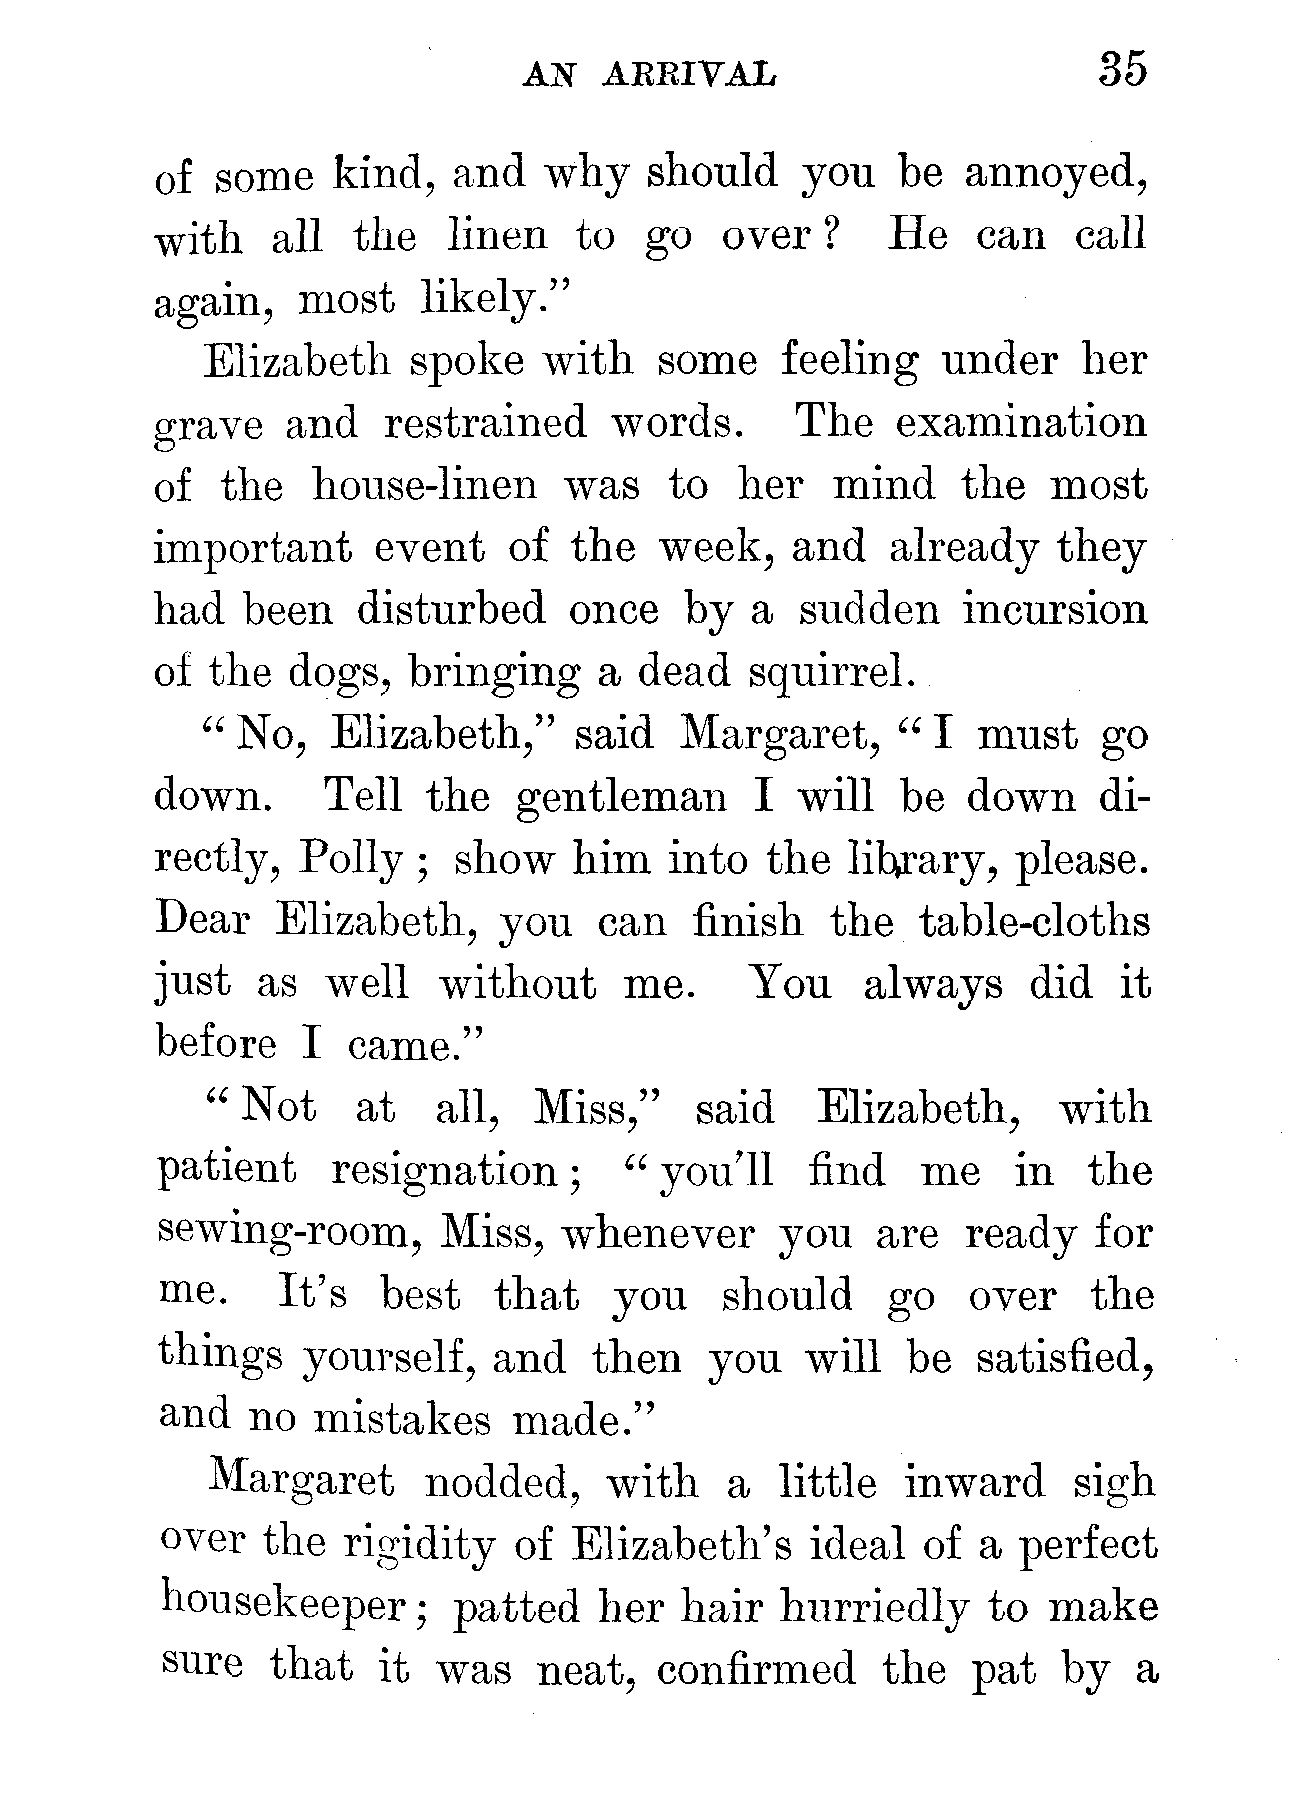 AN ARRIVAL 35
of some kind, and why should you be annoyed,
with all the linen to go over? He can call
again, most likely.”
Elizabeth spoke with some feeling under her
grave and restrained words. The examination
of the house-linen was to her mind the most
important event of the week, and already they
had been disturbed once by a sudden incursion
of the dogs, bringing a dead squirrel.
“No, Elizabeth,” said Margaret, “I must go
down. Tell the gentleman I will be down di-
rectly, Polly; show him into the library, please.
Dear Elizabeth, you can finish the table-cloths
just as well without me. You always did it
before I came.”
“Not at all, Miss,” said Elizabeth, with
patient resignation; “you'll find me in the
sewing-room, Miss, whenever you are ready for
me. It’s best that you should go over the
things yourself, and then you will be satisfied,
and no mistakes made.”
Margaret nodded, with a little inward sigh
over the rigidity of Elizabeth’s ideal of a perfect
housekeeper; patted her hair hurriedly to make
sure that it was neat, confirmed the pat by a